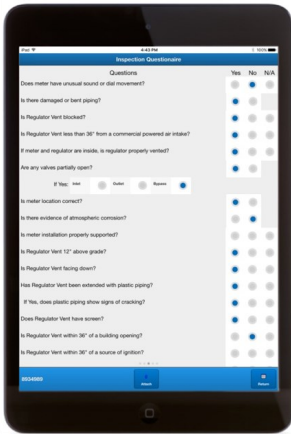 iPad
4:43 PM
100%
Inspection Questionaire
Questions Yes No N/A
Does meter have unusual sound or dial movement?
Is there damaged or bent piping?
Is Regulator Vent blocked?
Is Regulator Vent less than 36" from a commercial powered air intake?
If meter and regulator are inside, is regulator properly vented?
Are any valves partially open?
If Yes: Inlet Outlet Bypass
Is meter location correct?
Is there evidence of atmospheric corrosion?
Is meter installation properly supported?
Is Regulator Vent 12" above grade?
Is Regulator Vent facing down?
Has Regulator Vent been extended with plastic piping?
If Yes, does plastic piping show signs of cracking?
Does Regulator Vent have screen?
Is Regulator Vent within 36" of a building opening?
Is Regulator Vent within 36" of a source of ignition?
8934989
Attach
Return